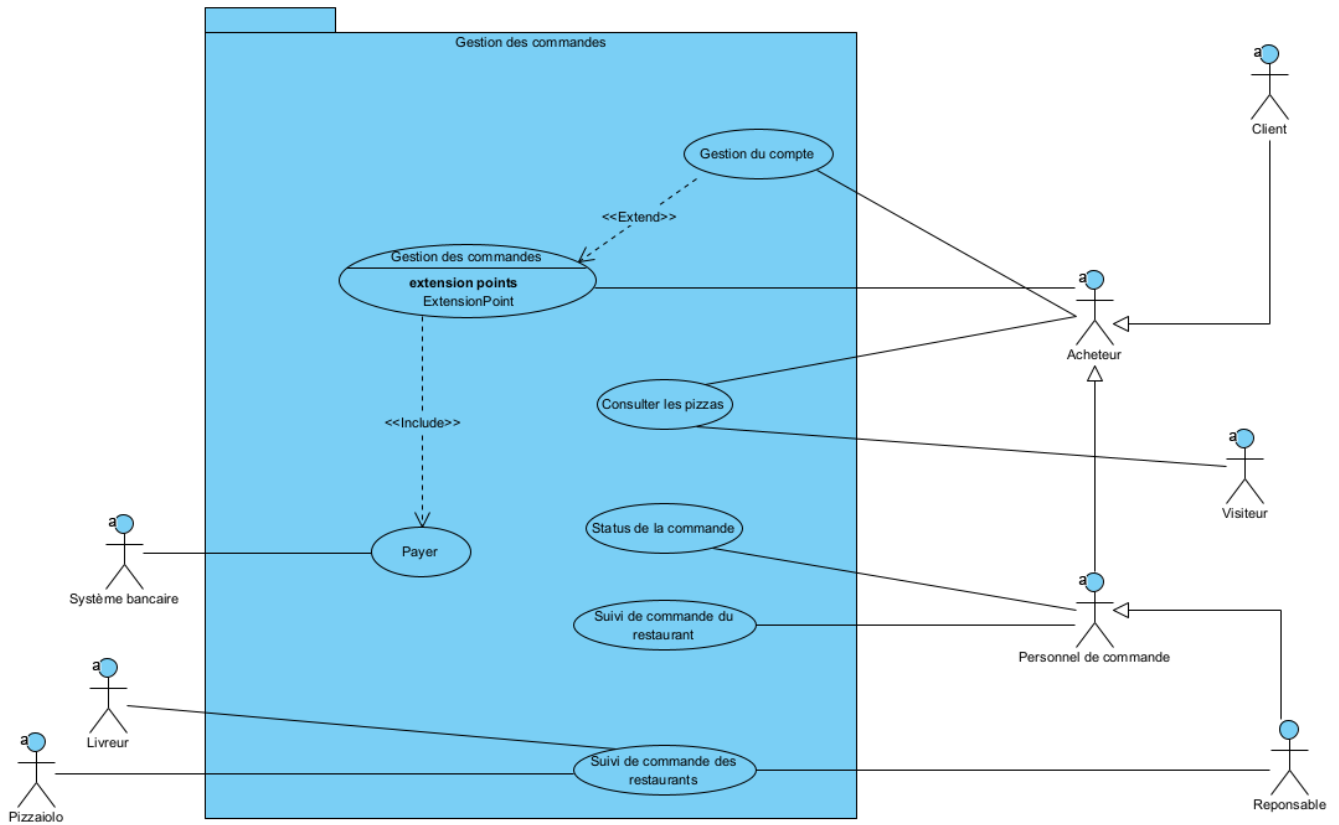 Gestion des commandes
a
Client
Gestion du compte
<<Extend>>
Gestion des commandes
extension points
ExtensionPoint
a
Acheteur
Consulter les pizzas
<<Include>>
a
Visiteur
Status de la commande
a
Système bancaire
Payer
a
Personnel de commande
Suivi de commande du
restaurant
a
Livreur
Suivi de commande des
restaurants
a
Pizzaiolo
Reponsable